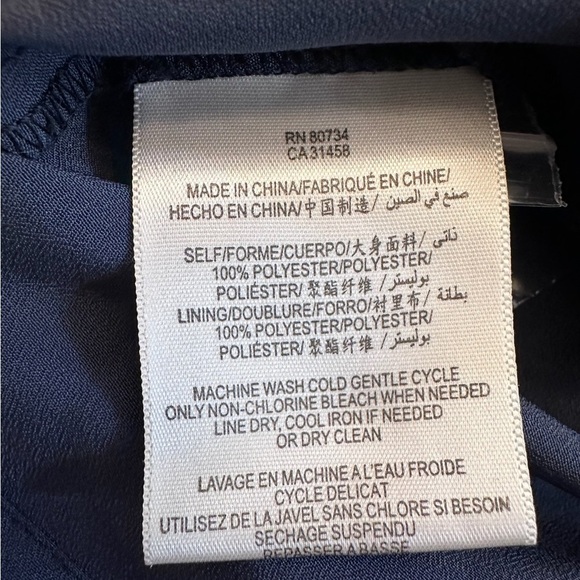 RN 80734
CA 31458
MADE IN CHINA/FABRIQUÉ EN CHINE/
HECHO EN CHINA/中国制造/ صنع في الصين
SELF/FORME/CUERPO/大身面料/ ذاتي
100% POLYESTER/POLYESTER/
POLIÉSTER/ 聚酯纤维 /بوليستر
LINING/DOUBLURE/FORRO/衬里布/ بطانة
100% POLYESTER/POLYESTER/
POLIÉSTER/ 聚酯纤维 /بوليستر
MACHINE WASH COLD GENTLE CYCLE
ONLY NON-CHLORINE BLEACH WHEN NEEDED
LINE DRY, COOL IRON IF NEEDED
OR DRY CLEAN
LAVAGE EN MACHINE A L'EAU FROIDE
CYCLE DELICAT
UTILISEZ DE LA JAVEL SANS CHLORE SI BESOIN
SECHAGE SUSPENDU
REPASSER A BASSE